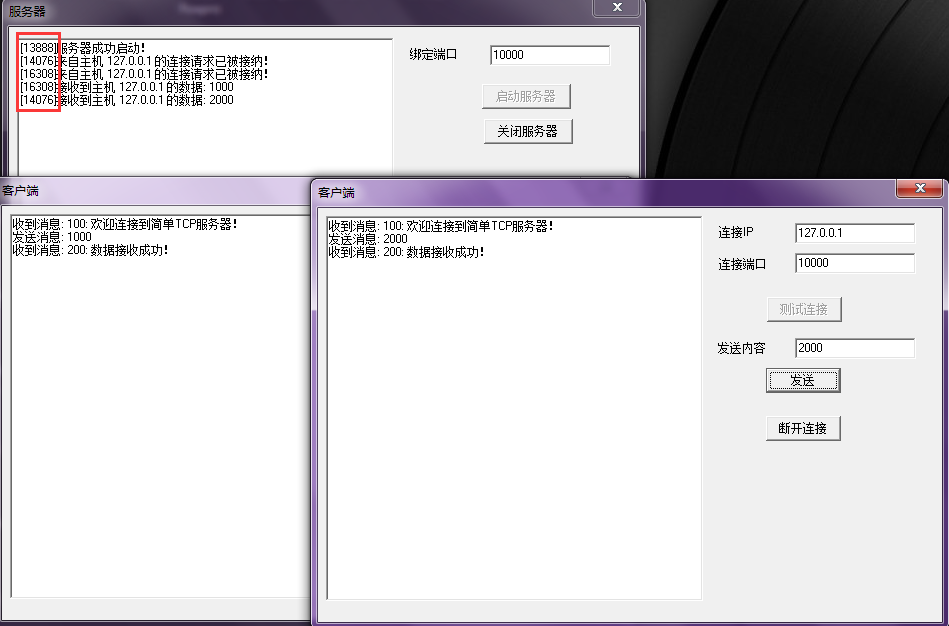 服务器
[13888]服务器成功启动!
[14076]来自主机 127.0.0.1 的连接请求已被接纳!
[16308]来自主机 127.0.0.1 的连接请求已被接纳!
[16308]接收到主机 127.0.0.1 的数据: 1000
[14076]接收到主机 127.0.0.1 的数据: 2000
绑定端口
10000
启动服务器
关闭服务器
客户端
收到消息: 100: 欢迎连接到简单TCP服务器!
发送消息: 1000
收到消息: 200: 数据接收成功!
客户端
收到消息: 100: 欢迎连接到简单TCP服务器!
发送消息: 2000
收到消息: 200: 数据接收成功!
连接IP
127.0.0.1
连接端口
10000
测试连接
发送内容
2000
发送
断开连接